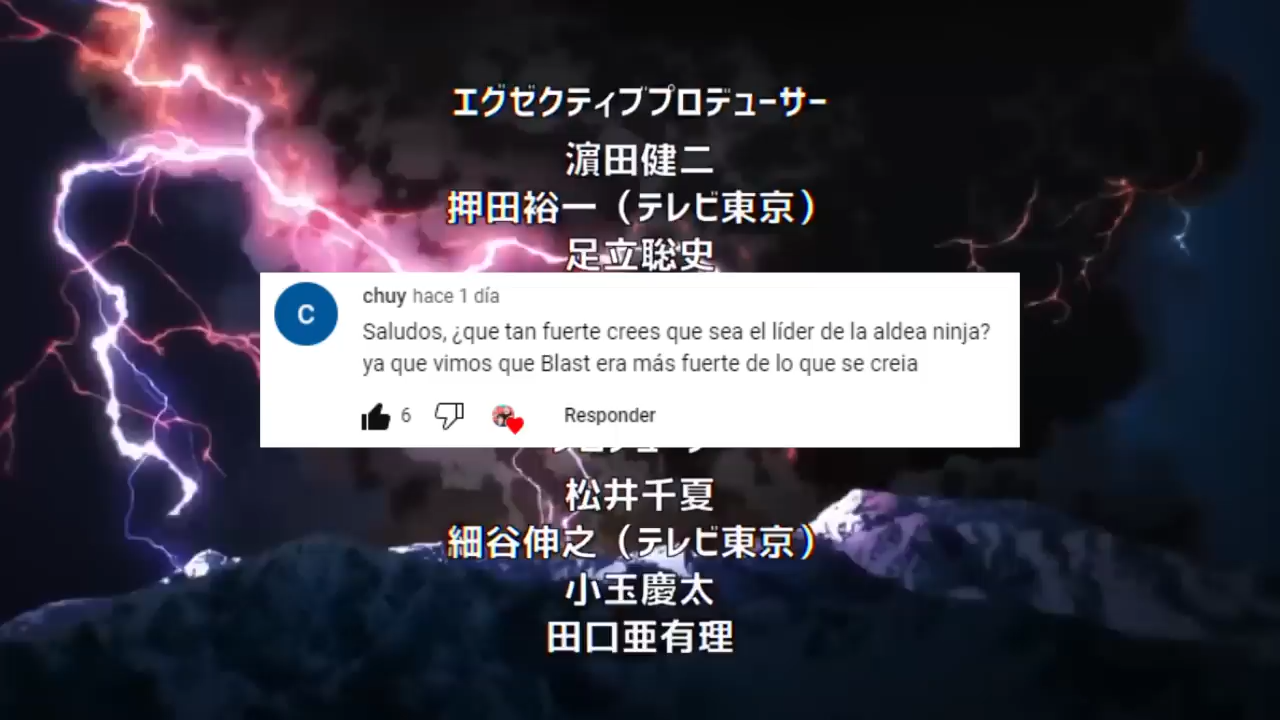 エグゼクティブプロデューサー
濵田健二
押田裕一（テレビ東京）
足立聡史
C
chuy hace 1 día
Saludos, ¿que tan fuerte crees que sea el líder de la aldea ninja?
ya que vimos que Blast era más fuerte de lo que se creia
6
Responder
松井千夏
細谷伸之（テレビ東京）
小玉慶太
田口亜有理